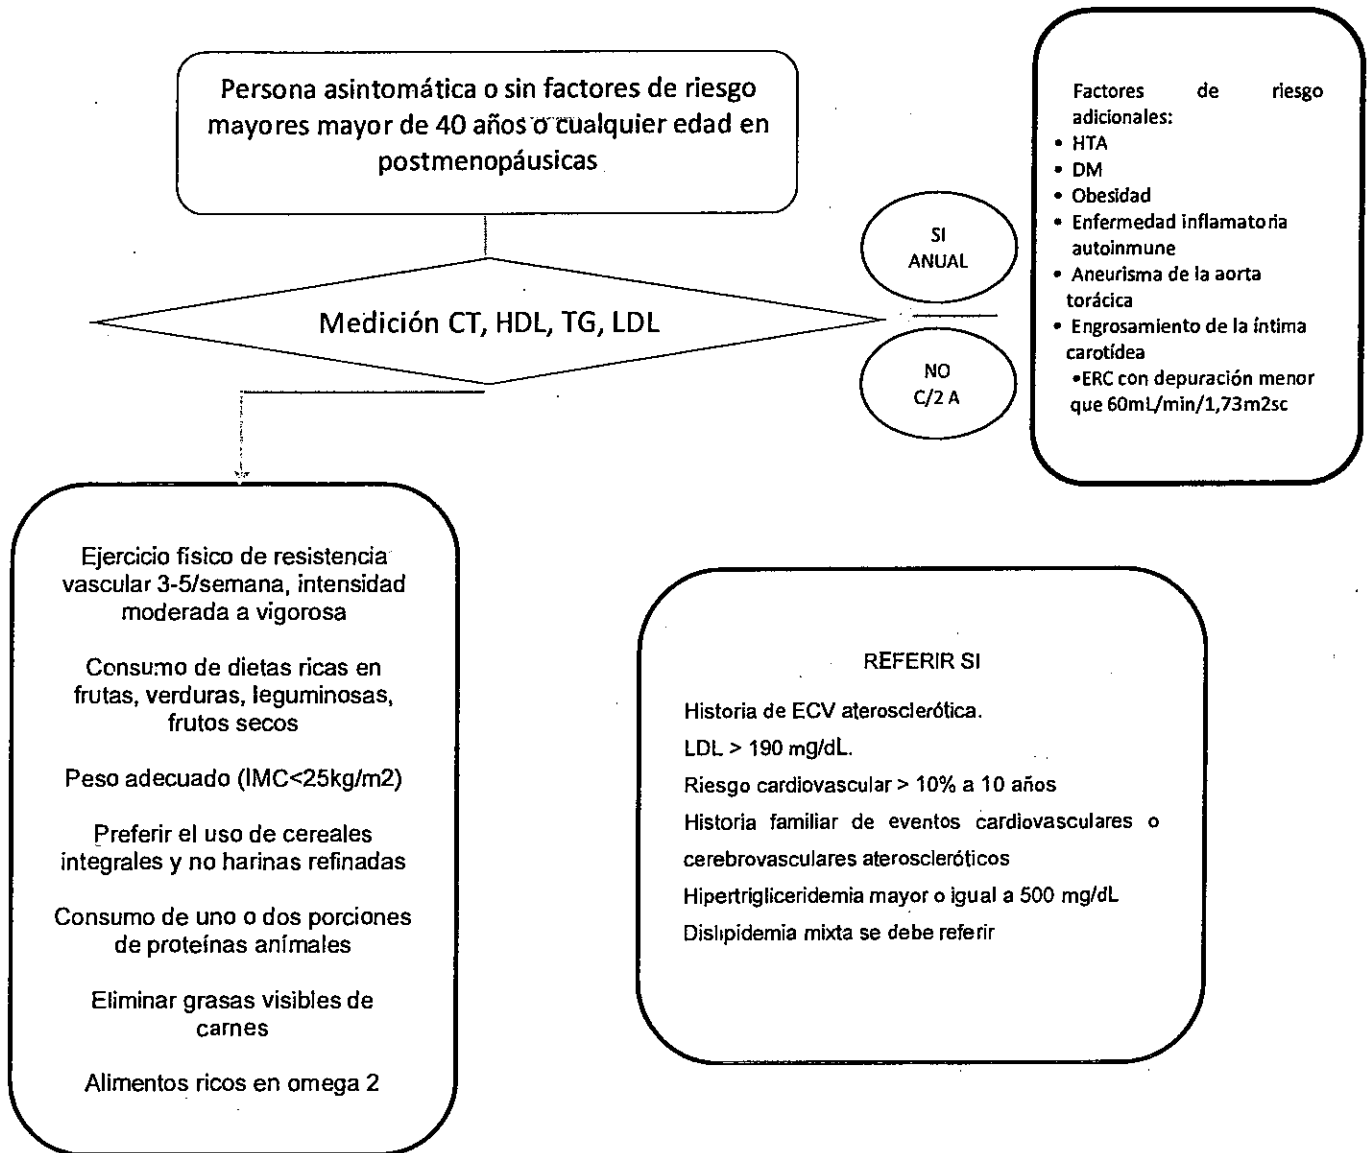 Persona asintomática o sin factores de riesgo
mayores mayor de 40 años o cualquier edad en
postmenopáusicas
Medición CT, HDL, TG, LDL
SI
ANUAL
NO
C/2 A
Factores de riesgo
adicionales:
• HTA
• DM
• Obesidad
• Enfermedad inflamatoria
autoinmune
• Aneurisma de la aorta
torácica
• Engrosamiento de la íntima
carotídea
•ERC con depuración menor
que 60mL/min/1,73m2sc
Ejercicio físico de resistencia
vascular 3-5/semana, intensidad
moderada a vigorosa
Consumo de dietas ricas en
frutas, verduras, leguminosas,
frutos secos
Peso adecuado (IMC<25kg/m2)
Preferir el uso de cereales
integrales y no harinas refinadas
Consumo de uno o dos porciones
de proteínas animales
Eliminar grasas visibles de
carnes
Alimentos ricos en omega 2
REFERIR SI
Historia de ECV aterosclerótica.
LDL > 190 mg/dL.
Riesgo cardiovascular > 10% a 10 años
Historia familiar de eventos cardiovasculares o
cerebrovasculares ateroscleróticos
Hipertrigliceridemia mayor o igual a 500 mg/dL
Dislipidemia mixta se debe referir